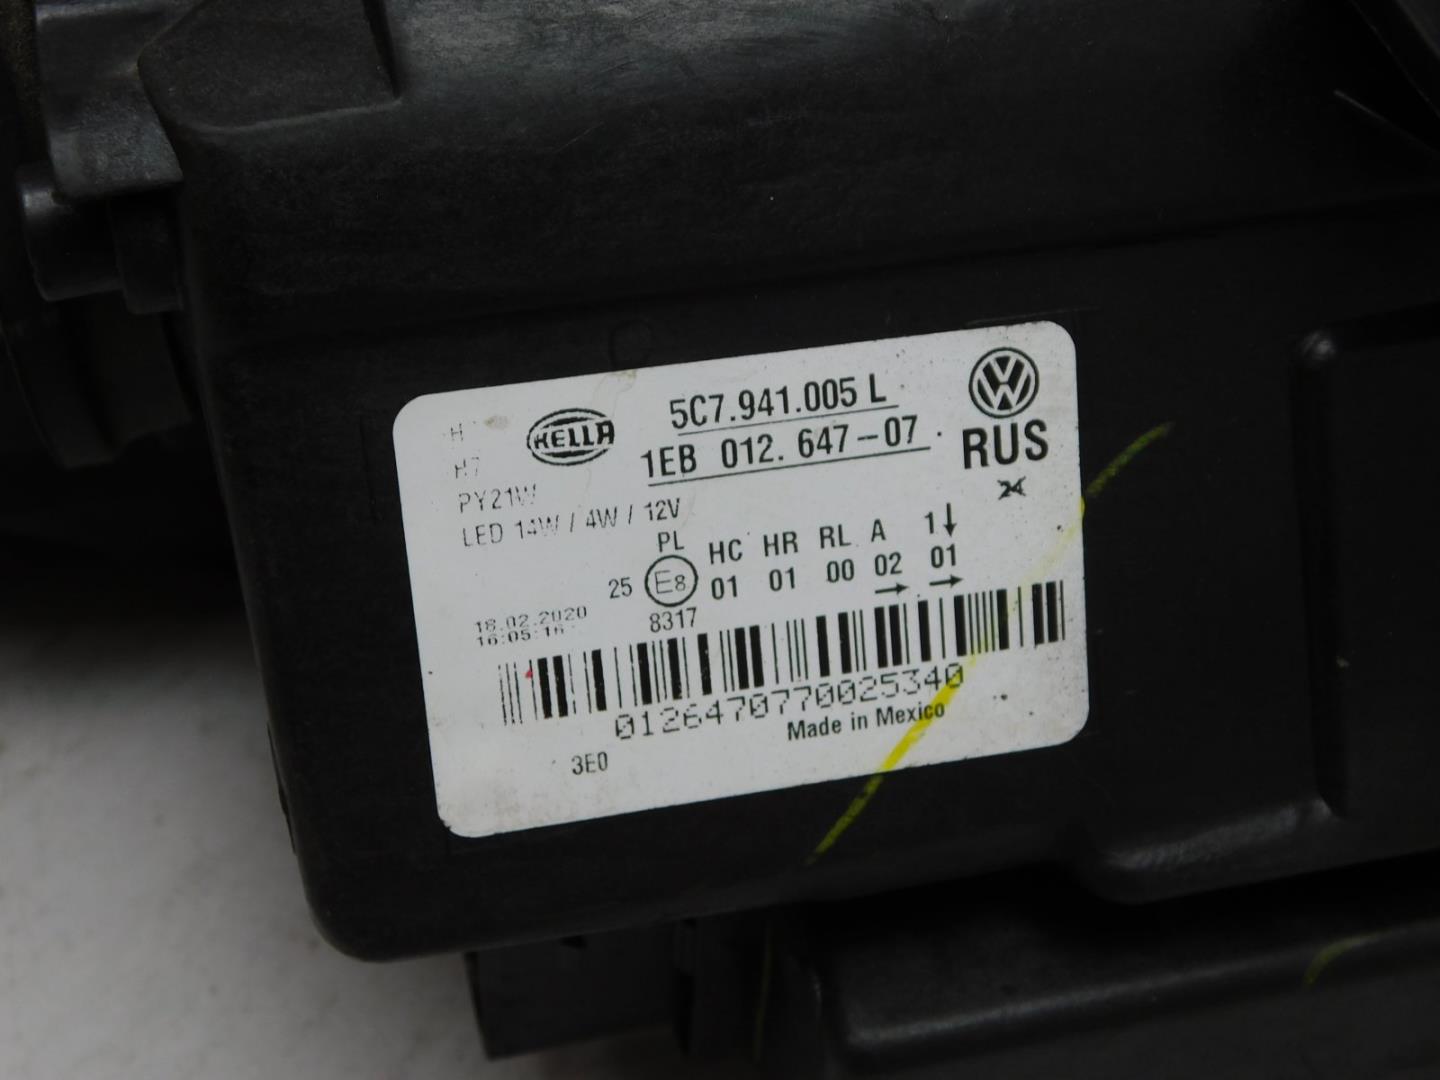 HELLA
5C7.941.005 L
1EB 012.647-07
RUS
H7
PY21W
LED 14W / 4W / 12V
PL HC HR RL A 1↓
25 E8 01 01 00 02 01
→ →
8317
18.02.2020
16:05:16
0126470770025340
Made in Mexico
3E0